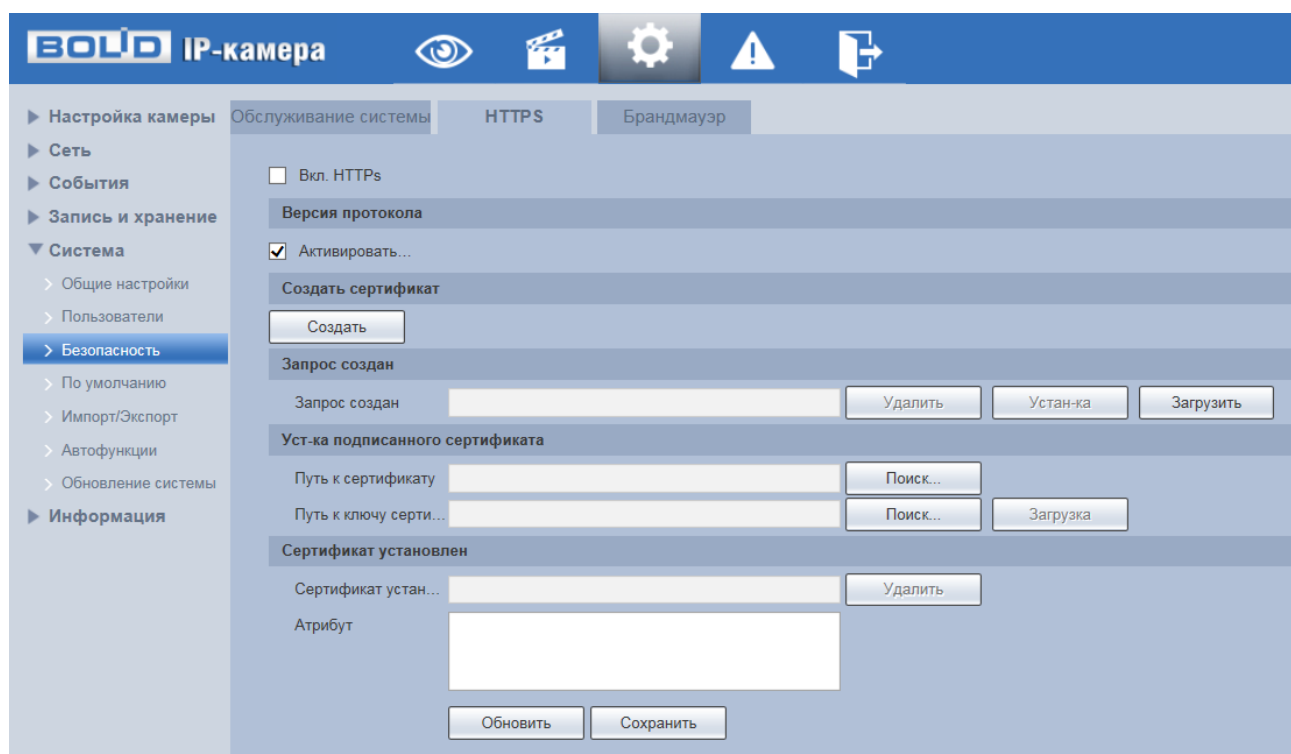 BOLID IP-камера
Настройка камеры
Сеть
События
Запись и хранение
Система
Общие настройки
Пользователи
Безопасность
По умолчанию
Импорт/Экспорт
Автофункции
Обновление системы
Информация
Обслуживание системы HTTPS Брандмауэр
Вкл. HTTPs
Версия протокола
Активировать...
Создать сертификат
Создать
Запрос создан
Запрос создан Удалить Устан-ка Загрузить
Уст-ка подписанного сертификата
Путь к сертификату Поиск...
Путь к ключу серти... Поиск... Загрузка
Сертификат установлен
Сертификат устан... Удалить
Атрибут
Обновить Сохранить